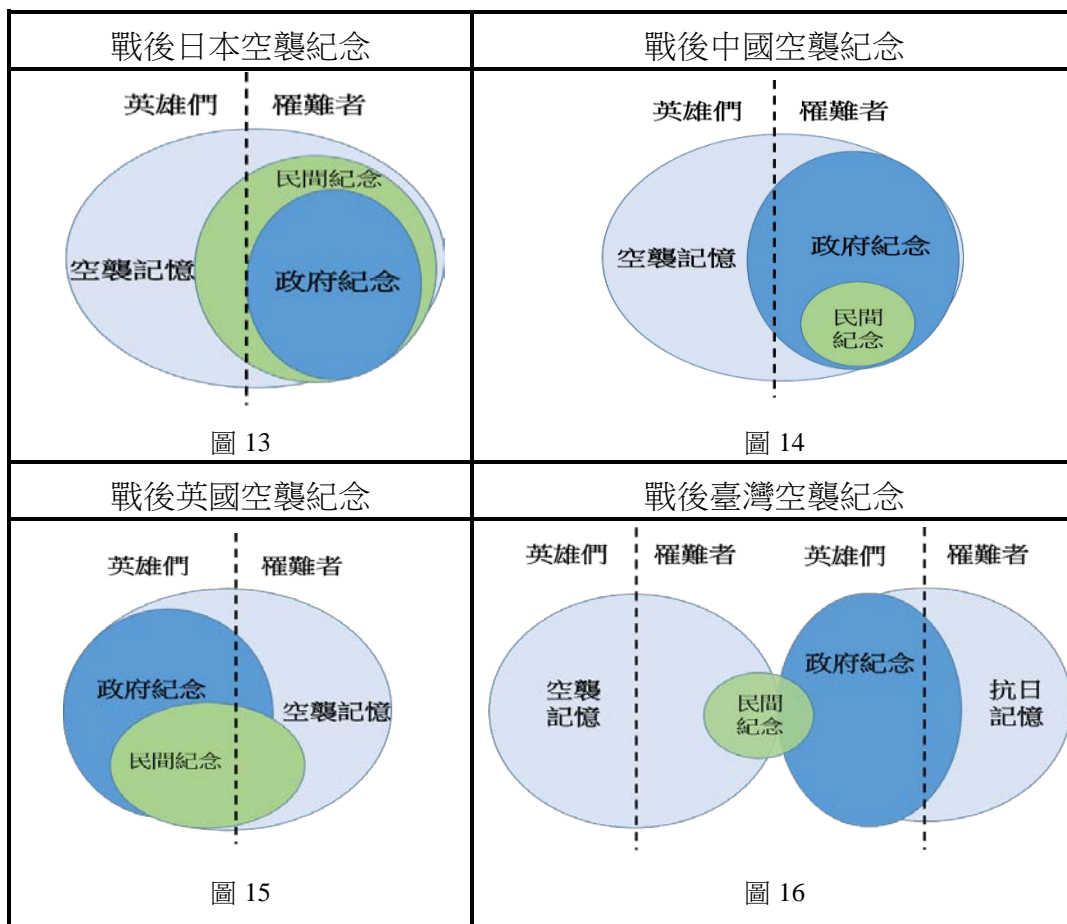 戰後日本空襲紀念
英雄們
罹難者
民間紀念
空襲記憶
政府紀念
圖 13
戰後中國空襲紀念
英雄們
罹難者
空襲記憶
政府紀念
民間
紀念
圖 14
戰後英國空襲紀念
英雄們
罹難者
政府紀念
空襲記憶
民間紀念
圖 15
戰後臺灣空襲紀念
英雄們
罹難者
英雄們
罹難者
空襲
記憶
民間
紀念
政府紀念
抗日
記憶
圖 16